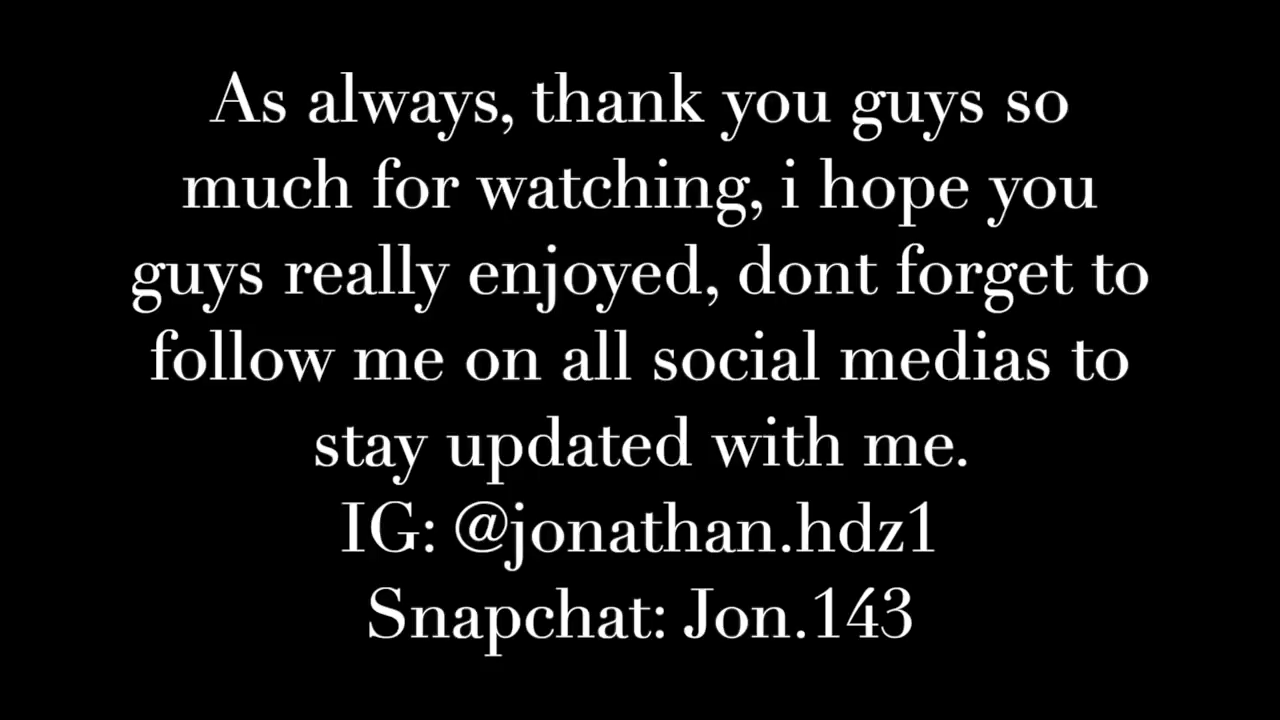 As always, thank you guys so
much for watching, i hope you
guys really enjoyed, dont forget to
follow me on all social medias to
stay updated with me.
IG: @jonathan.hdz1
Snapchat: Jon.143